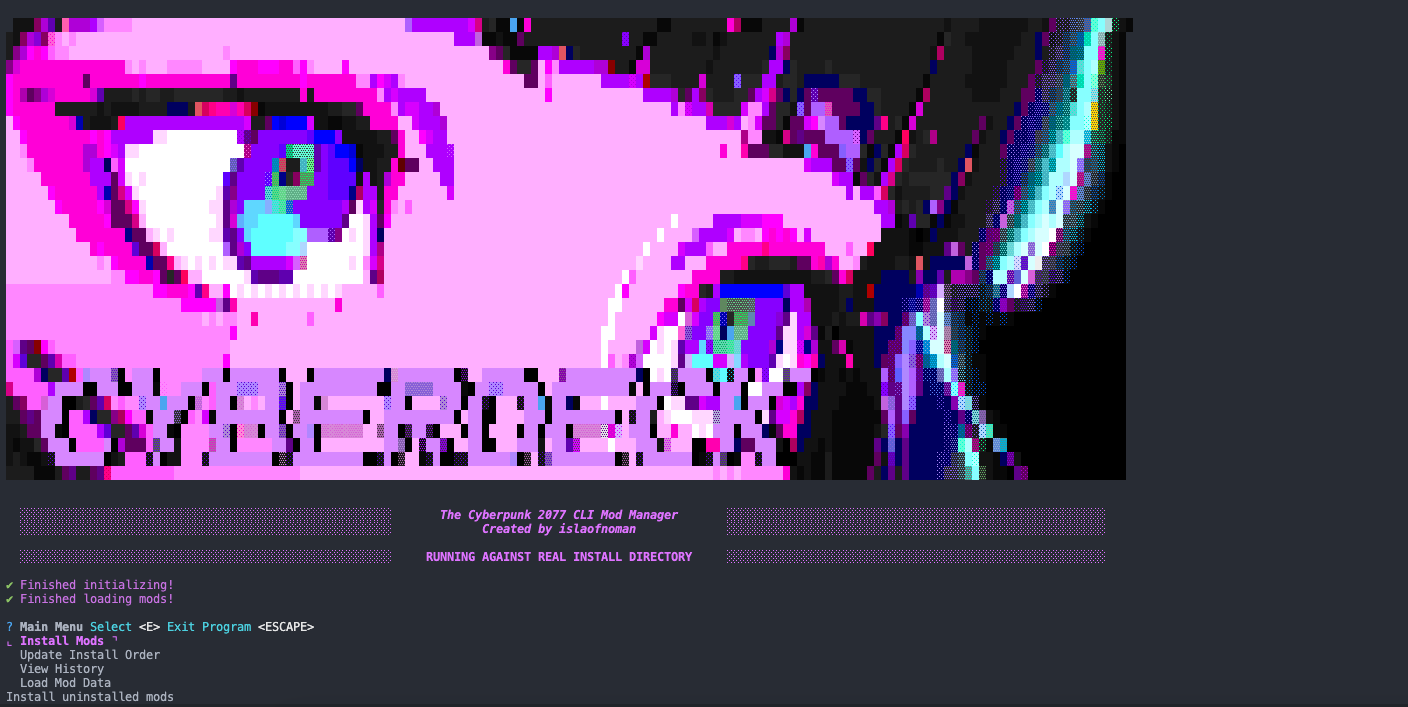 CYBERDECK
The Cyberpunk 2077 CLI Mod Manager
Created by islaofnoman
RUNNING AGAINST REAL INSTALL DIRECTORY
✔ Finished initializing!
✔ Finished loading mods!
? Main Menu Select <E> Exit Program <ESCAPE>
⌞ Install Mods ⌝
Update Install Order
View History
Load Mod Data
Install uninstalled mods